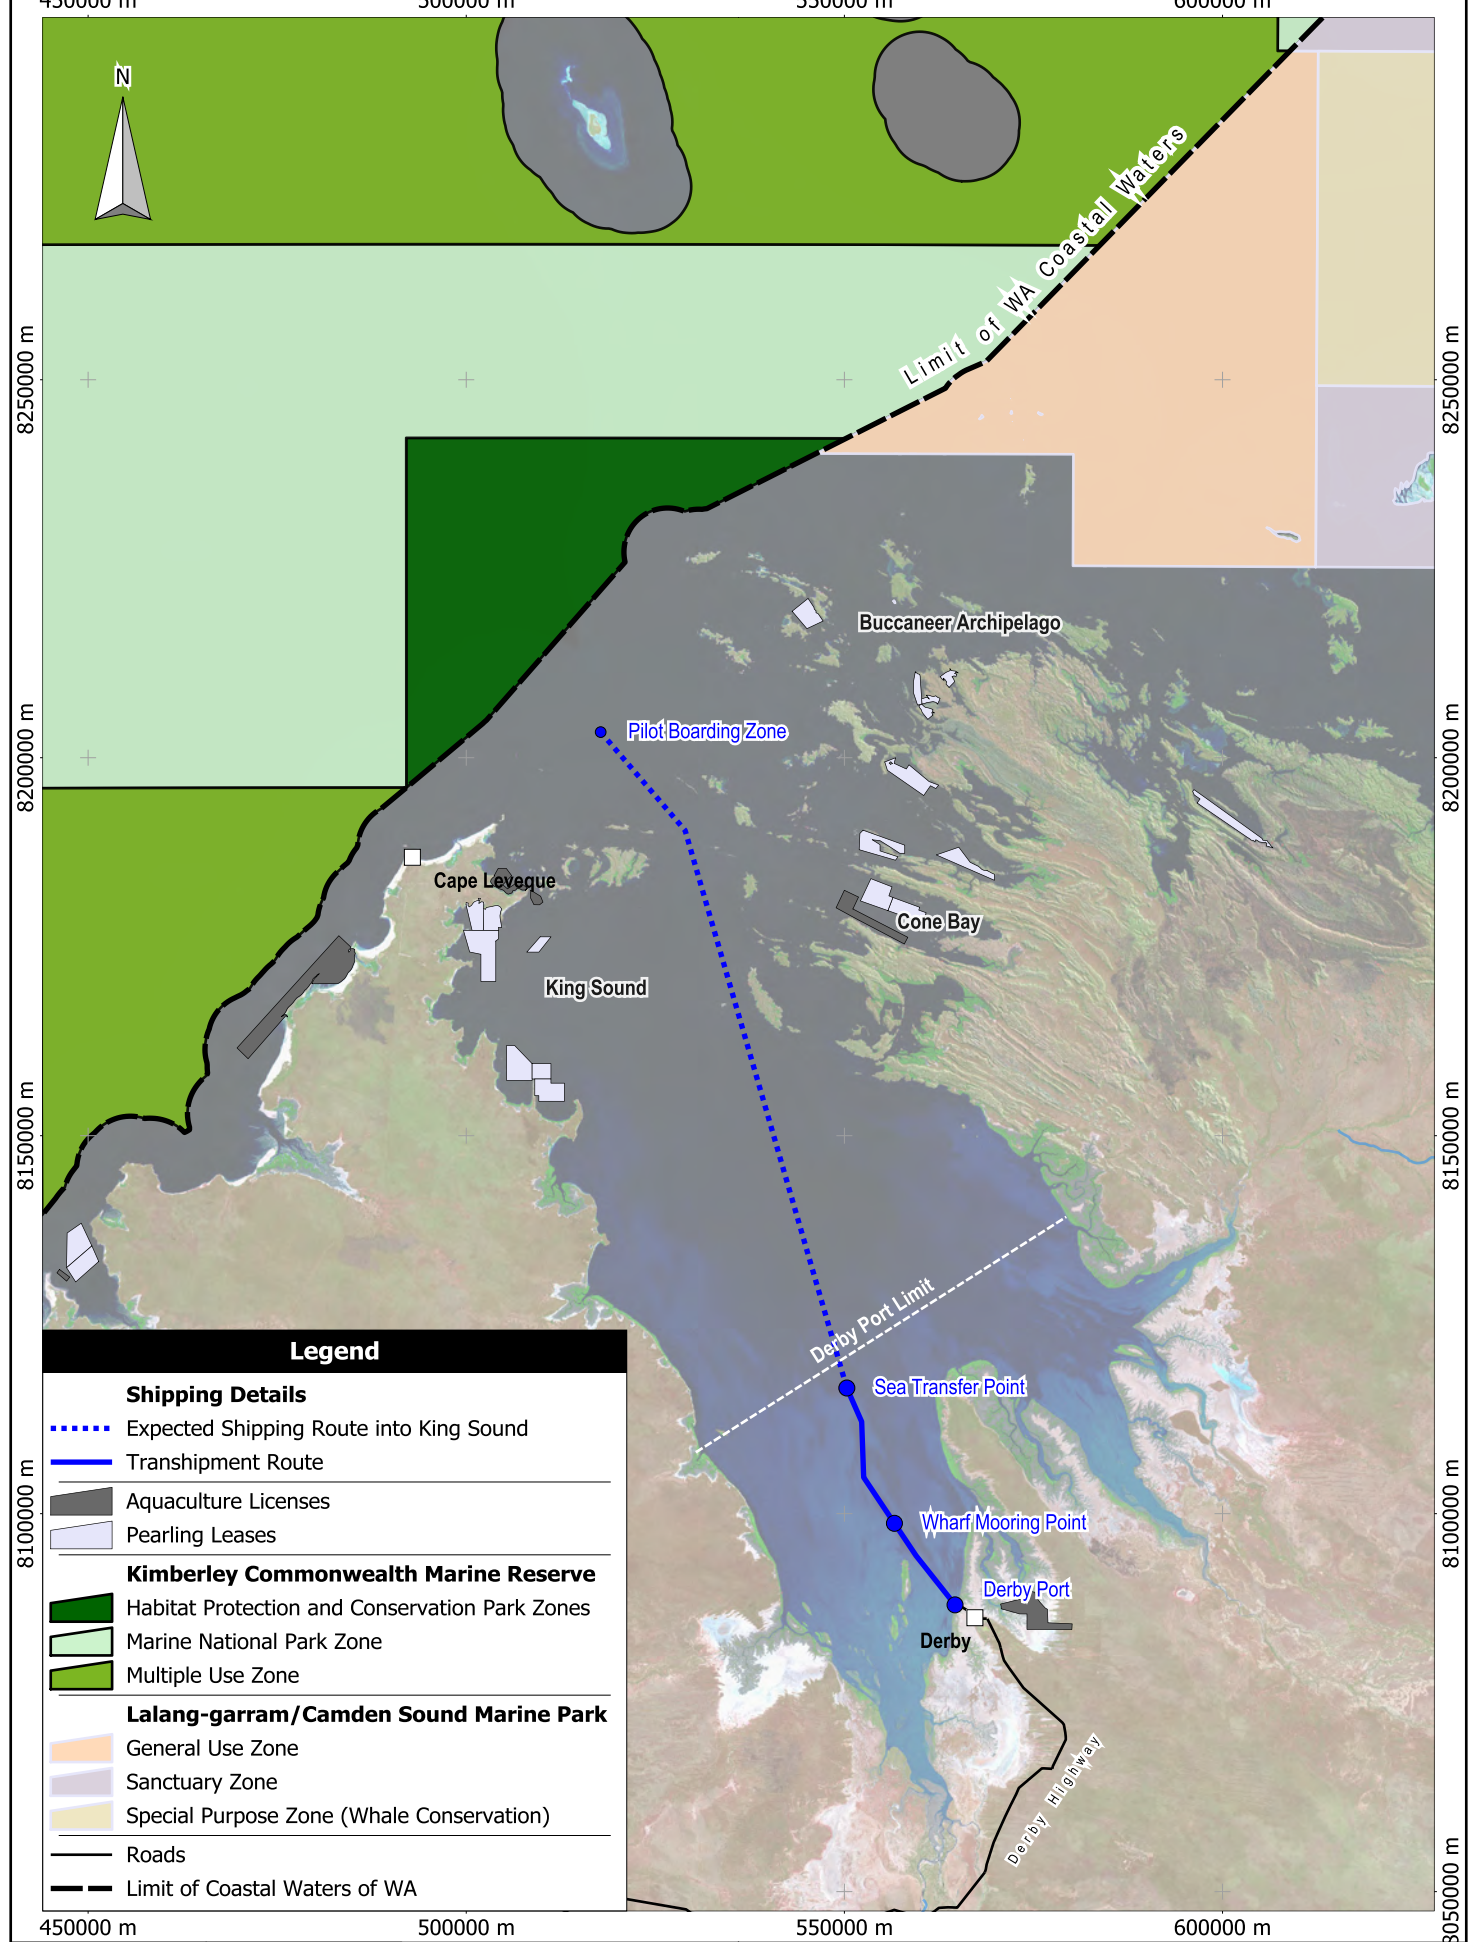 450000 m
500000 m
550000 m
600000 m
N
Limit of WA Coastal Waters
8250000 m
8250000 m
Buccaneer Archipelago
Pilot Boarding Zone
8200000 m
8200000 m
Cape Leveque
Cone Bay
King Sound
8150000 m
8150000 m
Derby Port Limit
Sea Transfer Point
Wharf Mooring Point
8100000 m
8100000 m
Derby Port
Derby
Derby Highway
Legend
Shipping Details
Expected Shipping Route into King Sound
Transhipment Route
Aquaculture Licenses
Pearling Leases
Kimberley Commonwealth Marine Reserve
Habitat Protection and Conservation Park Zones
Marine National Park Zone
Multiple Use Zone
Lalang-garram/Camden Sound Marine Park
General Use Zone
Sanctuary Zone
Special Purpose Zone (Whale Conservation)
Roads
Limit of Coastal Waters of WA
8050000 m
450000 m
500000 m
550000 m
600000 m